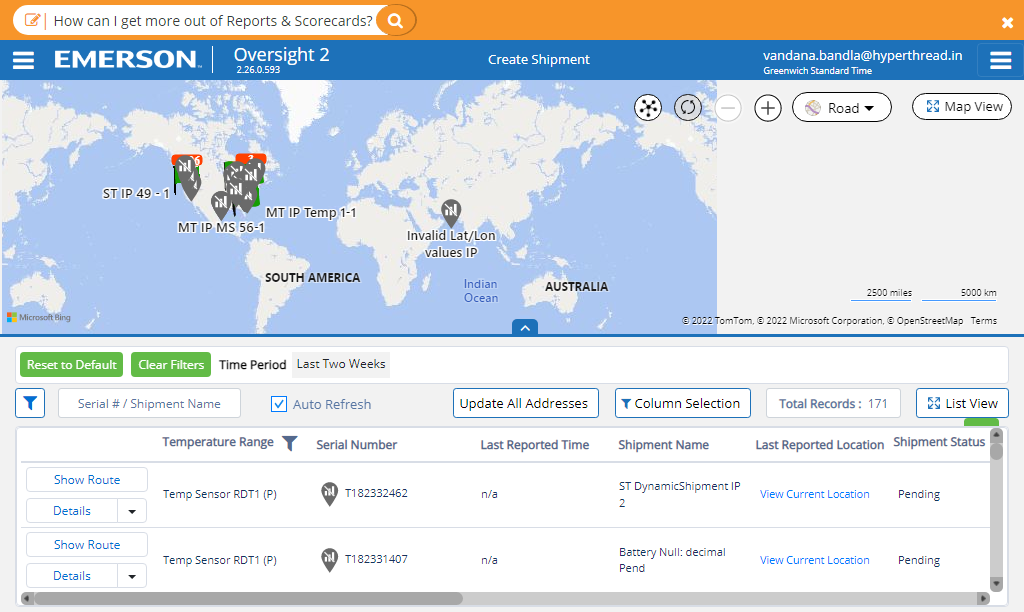 How can I get more out of Reports & Scorecards?
EMERSON
Oversight 2
2.26.0.593
Create Shipment
vandana.bandla@hyperthread.in
Greenwich Standard Time
Road
Map View
ST IP 49 - 1
MT IP Temp 1-1
MT IP MS 56-1
Invalid Lat/Lon
values IP
SOUTH AMERICA
Indian
Ocean
AUSTRALIA
2500 miles
5000 km
Microsoft Bing
© 2022 TomTom, © 2022 Microsoft Corporation, © OpenStreetMap Terms
Reset to Default
Clear Filters
Time Period
Last Two Weeks
Serial # / Shipment Name
Auto Refresh
Update All Addresses
Column Selection
Total Records : 171
List View
Temperature Range
Serial Number
Last Reported Time
Shipment Name
Last Reported Location
Shipment Status
Show Route
Details
Temp Sensor RDT1 (P)
T182332462
n/a
ST DynamicShipment IP
2
View Current Location
Pending
Show Route
Details
Temp Sensor RDT1 (P)
T182331407
n/a
Battery Null: decimal
Pend
View Current Location
Pending